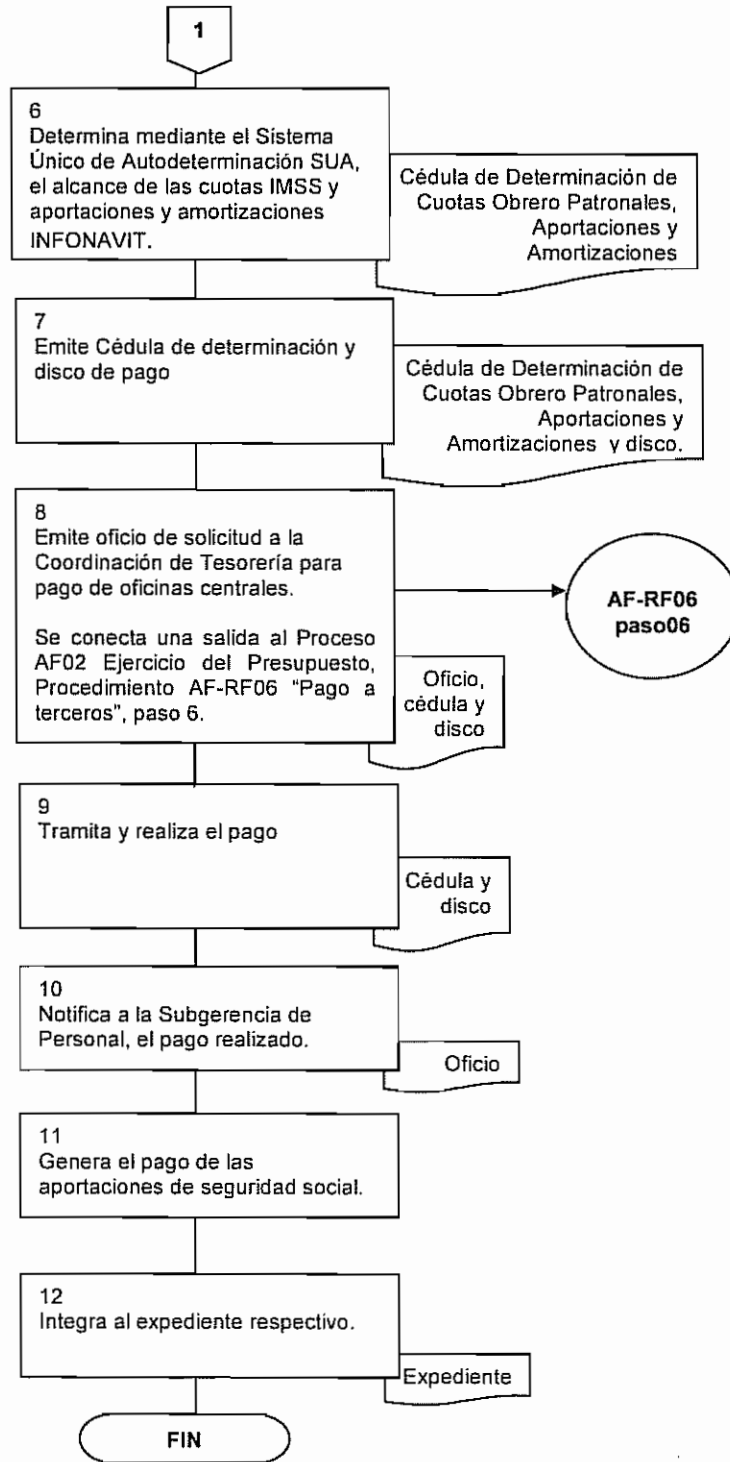 1
6
Determina mediante el Sístema
Único de Autodeterminación SUA,
el alcance de las cuotas IMSS y
aportaciones y amortizaciones
INFONAVIT.
Cédula de Determinación de
Cuotas Obrero Patronales,
Aportaciones y
Amortizaciones
7
Emite Cédula de determinación y
disco de pago
Cédula de Determinación de
Cuotas Obrero Patronales,
Aportaciones y
Amortizaciones y disco.
8
Emite oficio de solicitud a la
Coordinación de Tesorería para
pago de oficinas centrales.
Se conecta una salida al Proceso
AF02 Ejercicio del Presupuesto,
Procedimiento AF-RF06 "Pago a
terceros", paso 6.
AF-RF06
paso06
Oficio,
cédula y
disco
9
Tramita y realiza el pago
Cédula y
disco
10
Notifica a la Subgerencia de
Personal, el pago realizado.
Oficio
11
Genera el pago de las
aportaciones de seguridad social.
12
Integra al expediente respectivo.
Expediente
FIN